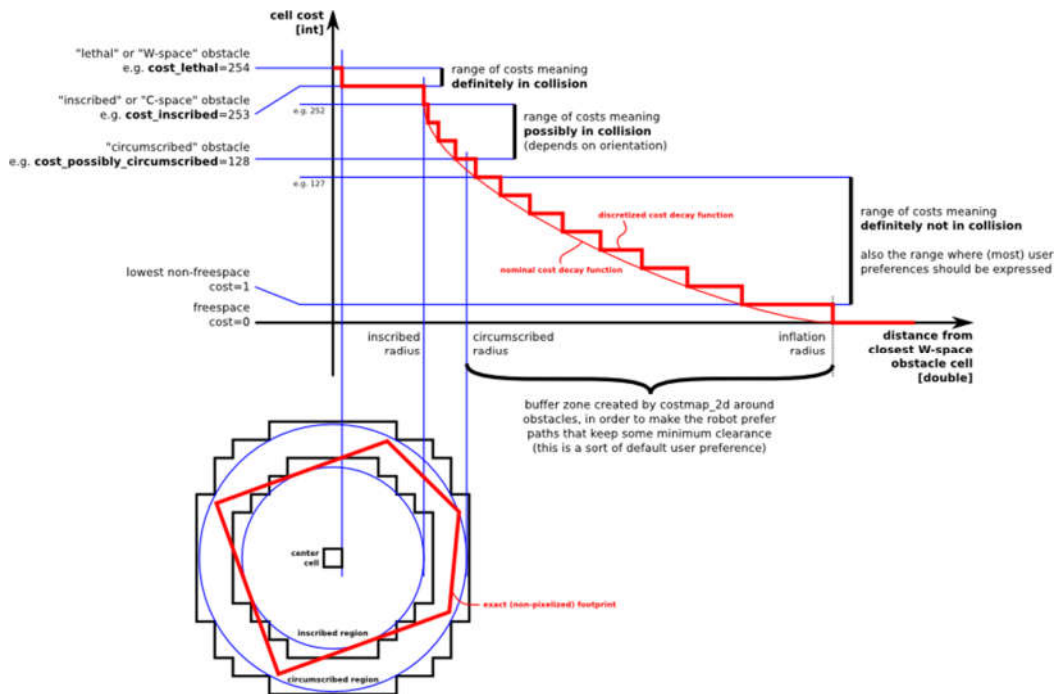 cell cost
[int]
"lethal" or "W-space" obstacle
e.g. cost_lethal=254
range of costs meaning
definitely in collision
"inscribed" or "C-space" obstacle
e.g. cost_inscribed=253
e.g. 252
range of costs meaning
possibly in collision
(depends on orientation)
"circumscribed" obstacle
e.g. cost_possibly_circumscribed=128
e.g. 127
discretized cost decay function
nominal cost decay function
range of costs meaning
definitely not in collision
also the range where (most) user
preferences should be expressed
lowest non-freespace
cost=1
freespace
cost=0
inscribed
radius
circumscribed
radius
inflation
radius
distance from
closest W-space
obstacle cell
[double]
buffer zone created by costmap_2d around
obstacles, in order to make the robot prefer
paths that keep some minimum clearance
(this is a sort of default user preference)
center
cell
exact (non-pixelized) footprint
inscribed region
circumscribed region